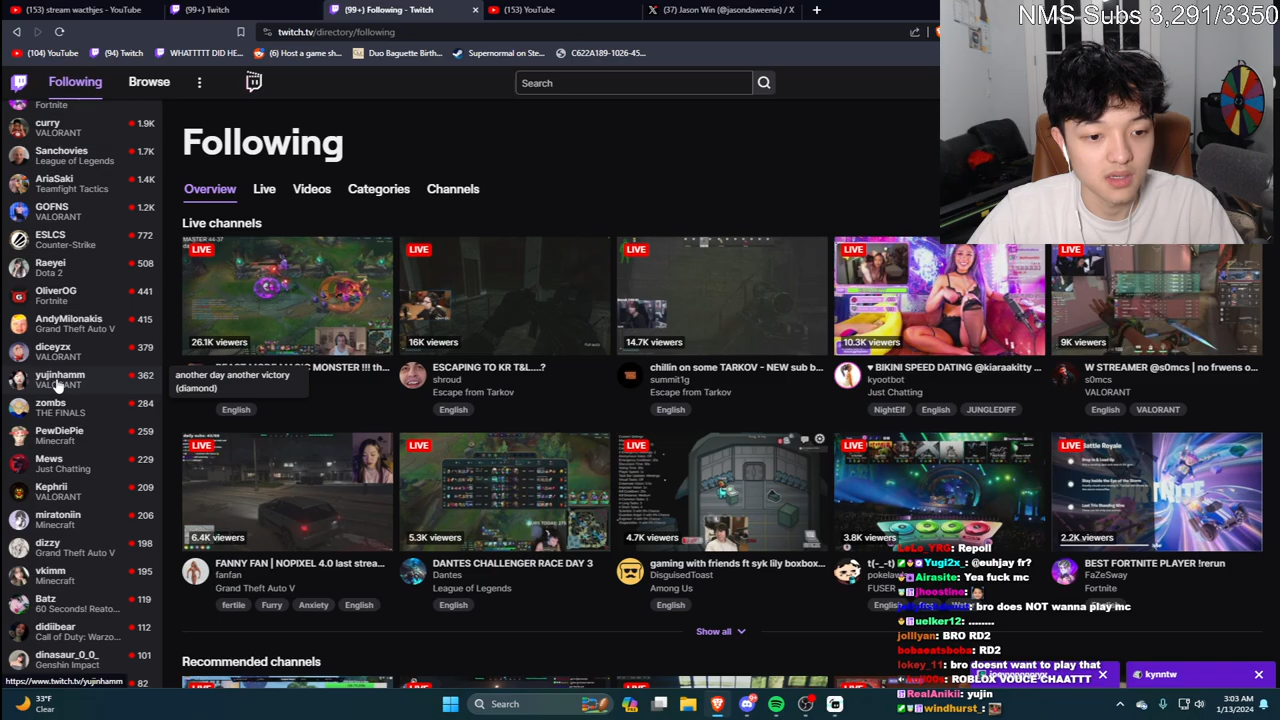 (153) stream wacthjes - YouTube
(99+) Twitch
(99+) Following - Twitch
(153) YouTube
(37) Jason Win (@jasondaweenie) / X
NMS Subs 3,291/3350
twitch.tv/directory/following
(104) YouTube
(94) Twitch
WHATTTT DID HE...
(6) Host a game sh...
Duo Baguette Birth...
Supernormal on Ste...
C622A189-1026-45...
Following
Browse
Search
Fortnite
curry
1.9K
VALORANT
Sanchovies
1.7K
League of Legends
AriaSaki
1.4K
Teamfight Tactics
GOFNS
1.2K
VALORANT
ESLCS
772
Counter-Strike
Raeyei
508
Dota 2
OliverOG
441
Fortnite
AndyMilonakis
415
Grand Theft Auto V
diceyzx
379
VALORANT
yujinhamm
362
VALORANT
another day another victory
(diamond)
zombs
284
THE FINALS
PewDiePie
259
Minecraft
Mews
229
Just Chatting
Kephrii
209
VALORANT
miratoniin
206
Minecraft
dizzy
198
Grand Theft Auto V
vkimm
195
Minecraft
Batz
119
60 Seconds! Reato...
didiibear
112
Call of Duty: Warzo...
dinasaur_0_0_
101
Genshin Impact
82
https://www.twitch.tv/yujinhamm
Following
Overview
Live
Videos
Categories
Channels
Live channels
LIVE
LIVE
LIVE
LIVE
LIVE
26.1K viewers
16K viewers
14.7K viewers
10.3K viewers
9K viewers
MONSTER !!! th...
English
ESCAPING TO KR T&L....?
shroud
Escape from Tarkov
English
chillin on some TARKOV - NEW sub b...
summit1g
Escape from Tarkov
English
♥ BIKINI SPEED DATING @kiaraakitty ...
kyootbot
Just Chatting
NightElf
English
JUNGLEDIFF
W STREAMER @s0mcs | no frwens o...
s0mcs
VALORANT
English
VALORANT
LIVE
LIVE
LIVE
LIVE
LIVE
6.4K viewers
5.3K viewers
4.7K viewers
3.8K viewers
2.2K viewers
FANNY FAN | NOPIXEL 4.0 last strea...
fanfan
Grand Theft Auto V
fertile
Furry
Anxiety
English
DANTES CHALLENGER RACE DAY 3
Dantes
League of Legends
English
gaming with friends ft syk lily boxbox...
DisguisedToast
Among Us
English
FUSER
English
BEST FORTNITE PLAYER !rerun
FaZeSway
Fortnite
LeLo_YRG: Repoll
Yugi2x_: @euhjay fr?
Airasite: Yea fuck mc
jhoostino:
bro does NOT wanna play mc
uelker12: ........
jolllyan: BRO RD2
bobaeatsboba: RD2
lokey_11: bro doesnt want to play that
ROBLOX VOUCE CHAATTT
RealAnikii: yujin
windhurst_:
Show all
Recommended channels
kynntw
33°F
Clear
Search
3:03 AM
1/13/2024